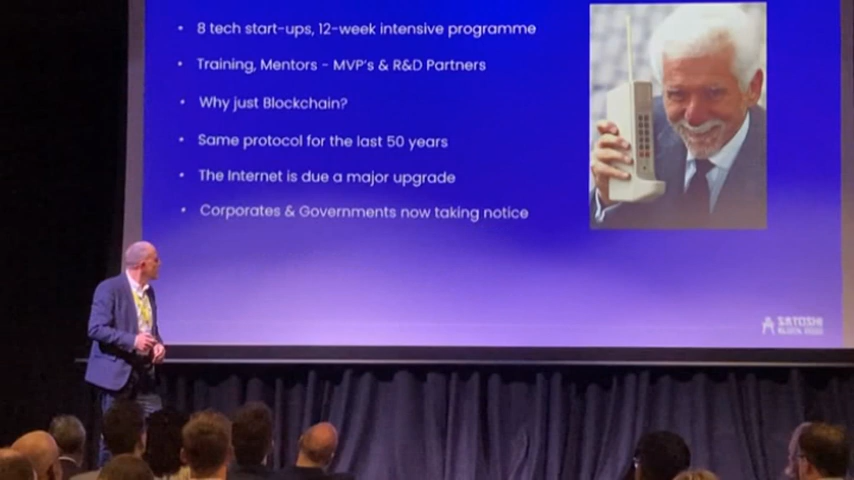 8 tech start-ups, 12-week intensive programme
Training, Mentors - MVP's & R&D Partners
Why just Blockchain?
Same protocol for the last 50 years
The Internet is due a major upgrade
Corporates & Governments now taking notice
SATOSHI